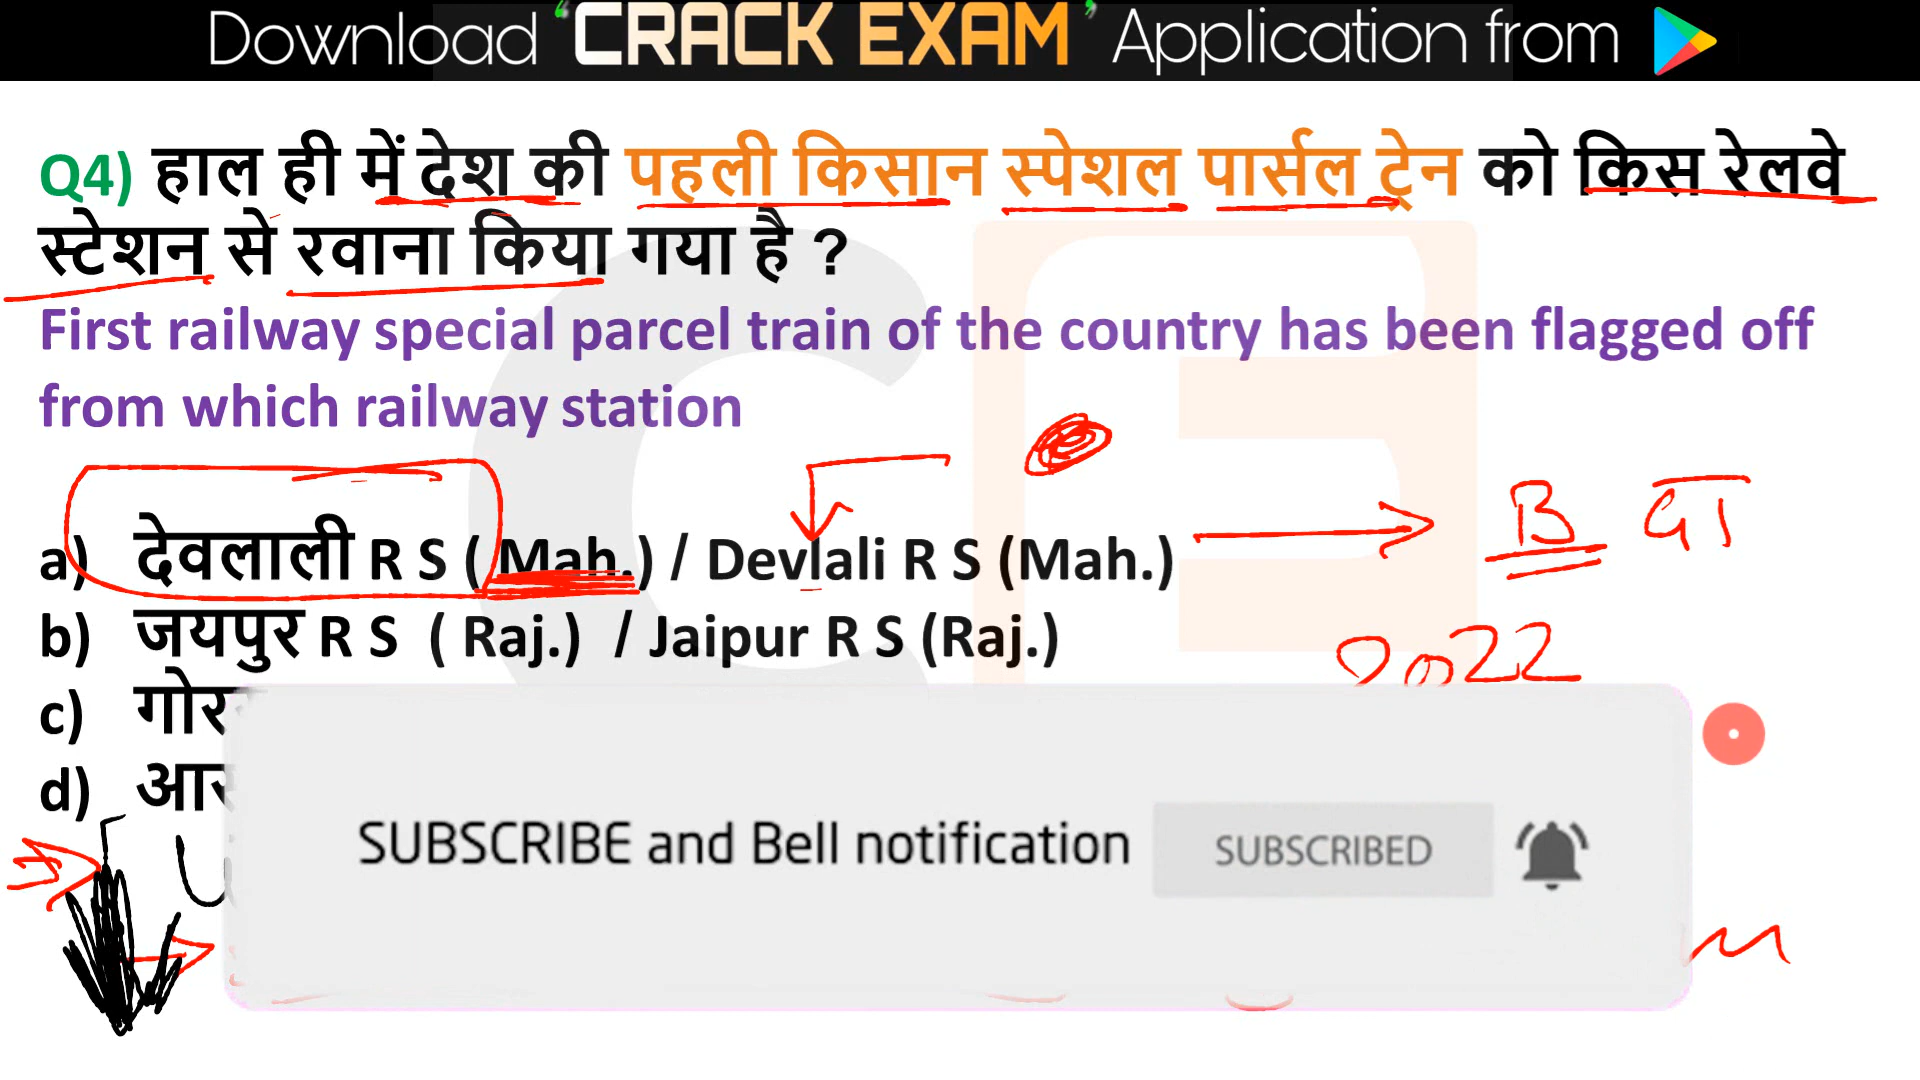 Download ‘CRACK EXAM’ Application from
Q4) हाल ही में देश की पहली किसान स्पेशल पार्सल ट्रेन को किस रेलवे
स्टेशन से रवाना किया गया है ?
First railway special parcel train of the country has been flagged off
from which railway station
a) देवलाली R S ( Mah.) / Devlali R S (Mah.)
B
b) जयपुर R S ( Raj.) / Jaipur R S (Raj.)
2022
c)
d)
SUBSCRIBE and Bell notification SUBSCRIBED